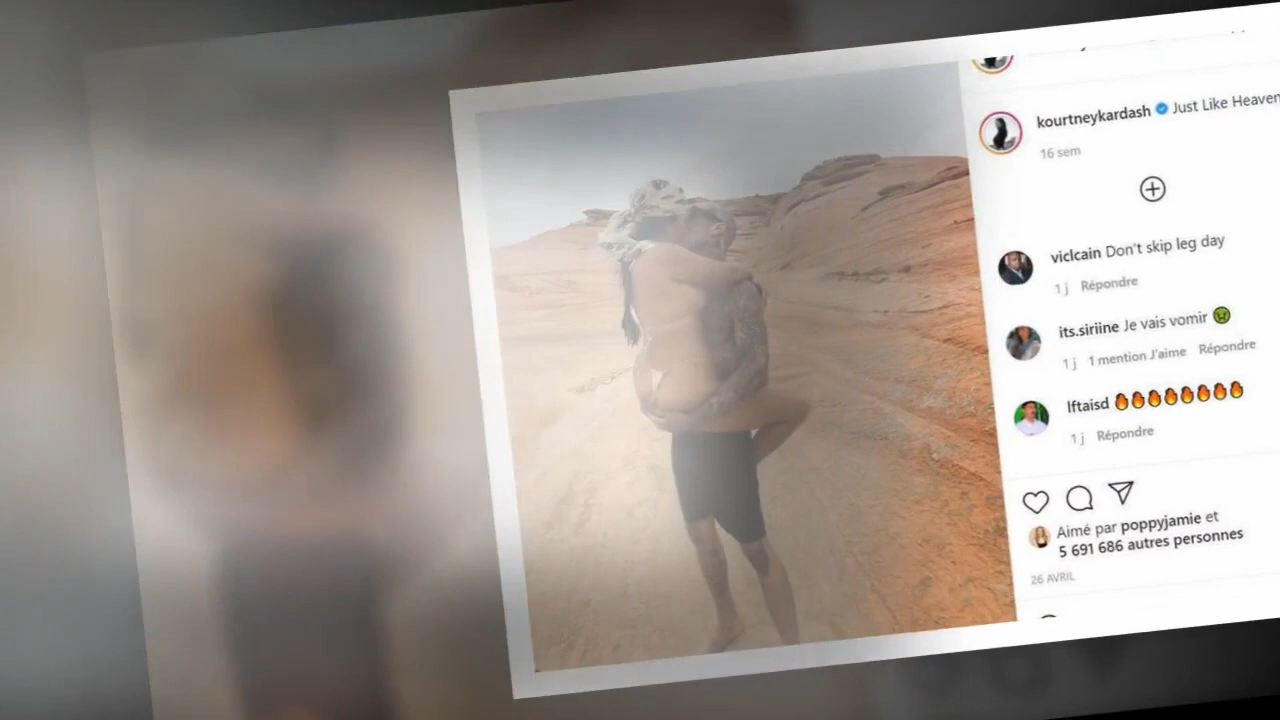 kourtneykardash Just Like Heaven
16 sem
viclcain Don't skip leg day
1 j Répondre
its.siriine Je vais vomir 🤢
1 j 1 mention J'aime Répondre
lftaisd 🔥🔥🔥🔥🔥🔥🔥🔥
1 j Répondre
Aimé par poppyjamie et
5 691 686 autres personnes
26 AVRIL